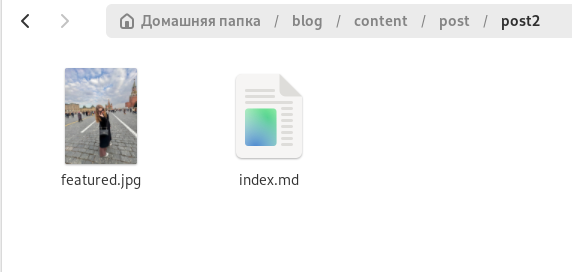 Домашняя папка / blog / content / post / post2
featured.jpg index.md